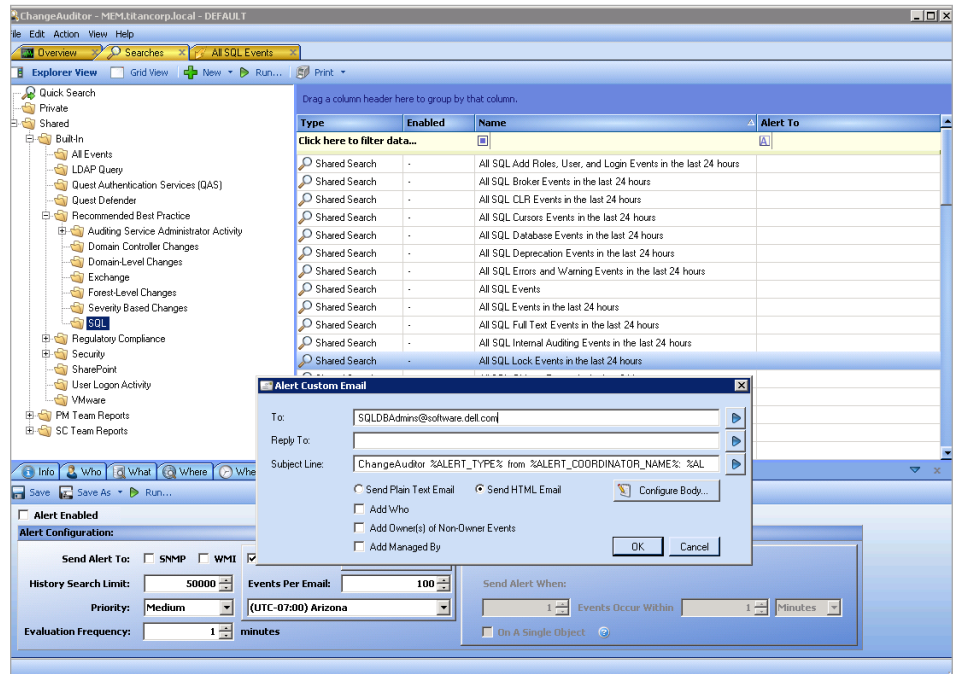 ChangeAuditor - MEM.titancorp.local - DEFAULT
ile Edit Action View Help
Overview
Searches
All SQL Events
Explorer View Grid View New Run... Print
Quick Search
Private
Shared
Built-In
All Events
LDAP Query
Quest Authentication Services (QAS)
Quest Defender
Recommended Best Practice
Auditing Service Administrator Activity
Domain Controller Changes
Domain-Level Changes
Exchange
Forest-Level Changes
Severity Based Changes
SQL
Regulatory Compliance
Security
SharePoint
User Logon Activity
VMware
PM Team Reports
SC Team Reports
Drag a column header here to group by that column.
Type Enabled Name Alert To
Click here to filter data...
Shared Search - All SQL Add Roles, User, and Login Events in the last 24 hours
Shared Search - All SQL Broker Events in the last 24 hours
Shared Search - All SQL CLR Events in the last 24 hours
Shared Search - All SQL Cursors Events in the last 24 hours
Shared Search - All SQL Database Events in the last 24 hours
Shared Search - All SQL Deprecation Events in the last 24 hours
Shared Search - All SQL Errors and Warning Events in the last 24 hours
Shared Search - All SQL Events
Shared Search - All SQL Events in the last 24 hours
Shared Search - All SQL Full Text Events in the last 24 hours
Shared Search - All SQL Internal Auditing Events in the last 24 hours
Shared Search - All SQL Lock Events in the last 24 hours
Alert Custom Email
To: SQLDBAdmins@software.dell.com
Reply To:
Subject Line: ChangeAuditor %ALERT_TYPE% from %ALERT_COORDINATOR_NAME%: %AL
Send Plain Text Email Send HTML Email Configure Body...
Add Who
Add Owner(s) of Non-Owner Events
Add Managed By
OK Cancel
Info Who What Where Whe
Save Save As Run...
Alert Enabled
Alert Configuration:
Send Alert To: SNMP WMI
History Search Limit: 50000 Events Per Email: 100
Priority: Medium (UTC-07:00) Arizona
Evaluation Frequency: 1 minutes
Send Alert When:
1 Events Occur Within 1 Minutes
On A Single Object